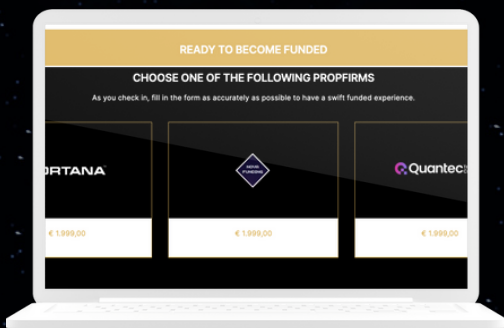 READY TO BECOME FUNDED
CHOOSE ONE OF THE FOLLOWING PROPFIRMS
As you check in, fill in the form as accurately as possible to have a swift funded experience.
ORTANA
FUNDING
Quantec
€ 1.999,00
€ 1.999,00
€ 1.999,00